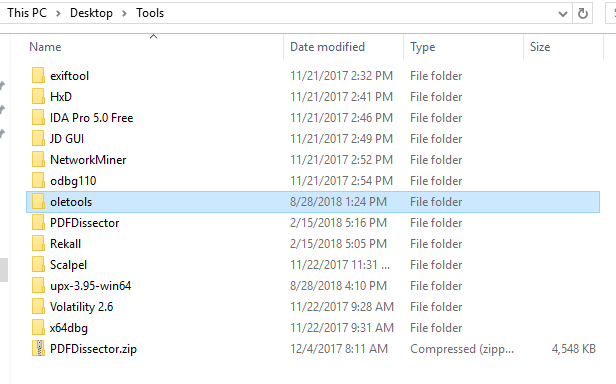 This PC > Desktop > Tools
Name Date modified Type Size
exiftool 11/21/2017 2:32 PM File folder
HxD 11/21/2017 2:41 PM File folder
IDA Pro 5.0 Free 11/21/2017 2:46 PM File folder
JD GUI 11/21/2017 2:49 PM File folder
NetworkMiner 11/21/2017 2:52 PM File folder
odbg110 11/21/2017 2:54 PM File folder
oletools 8/28/2018 1:24 PM File folder
PDFDissector 2/15/2018 5:16 PM File folder
Rekall 2/15/2018 5:05 PM File folder
Scalpel 11/22/2017 11:31 ... File folder
upx-3.95-win64 8/28/2018 4:10 PM File folder
Volatility 2.6 11/22/2017 9:28 AM File folder
x64dbg 11/22/2017 9:31 AM File folder
PDFDissector.zip 12/4/2017 8:11 AM Compressed (zipp... 4,548 KB